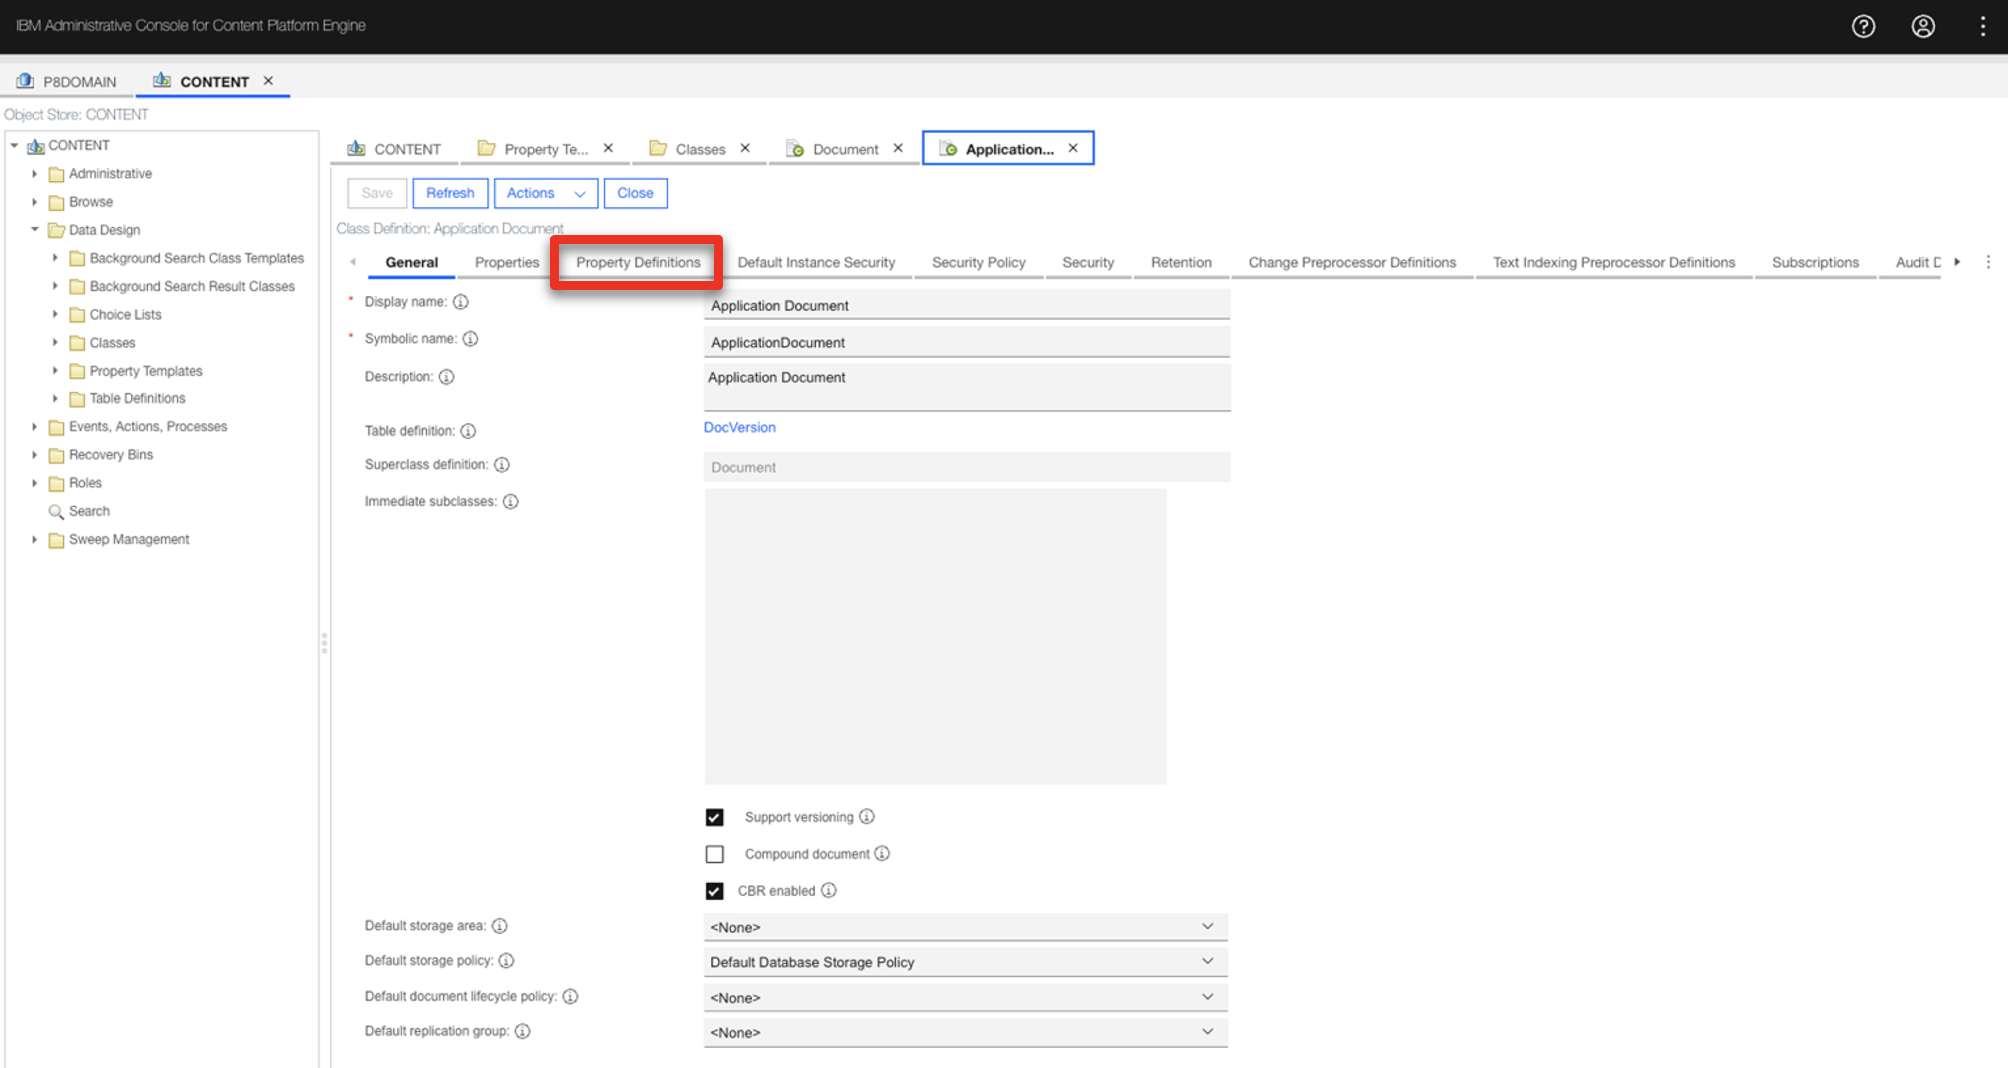 IBM Administrative Console for Content Platform Engine
P8DOMAIN
CONTENT
Object Store: CONTENT
CONTENT
Administrative
Browse
Data Design
Background Search Class Templates
Background Search Result Classes
Choice Lists
Classes
Property Templates
Table Definitions
Events, Actions, Processes
Recovery Bins
Roles
Search
Sweep Management
CONTENT
Property Te...
Classes
Document
Application...
Save
Refresh
Actions
Close
Class Definition: Application Document
General
Properties
Property Definitions
Default Instance Security
Security Policy
Security
Retention
Change Preprocessor Definitions
Text Indexing Preprocessor Definitions
Subscriptions
Audit D
* Display name:
Application Document
* Symbolic name:
ApplicationDocument
Description:
Application Document
Table definition:
DocVersion
Superclass definition:
Document
Immediate subclasses:
Support versioning
Compound document
CBR enabled
Default storage area:
<None>
Default storage policy:
Default Database Storage Policy
Default document lifecycle policy:
<None>
Default replication group:
<None>